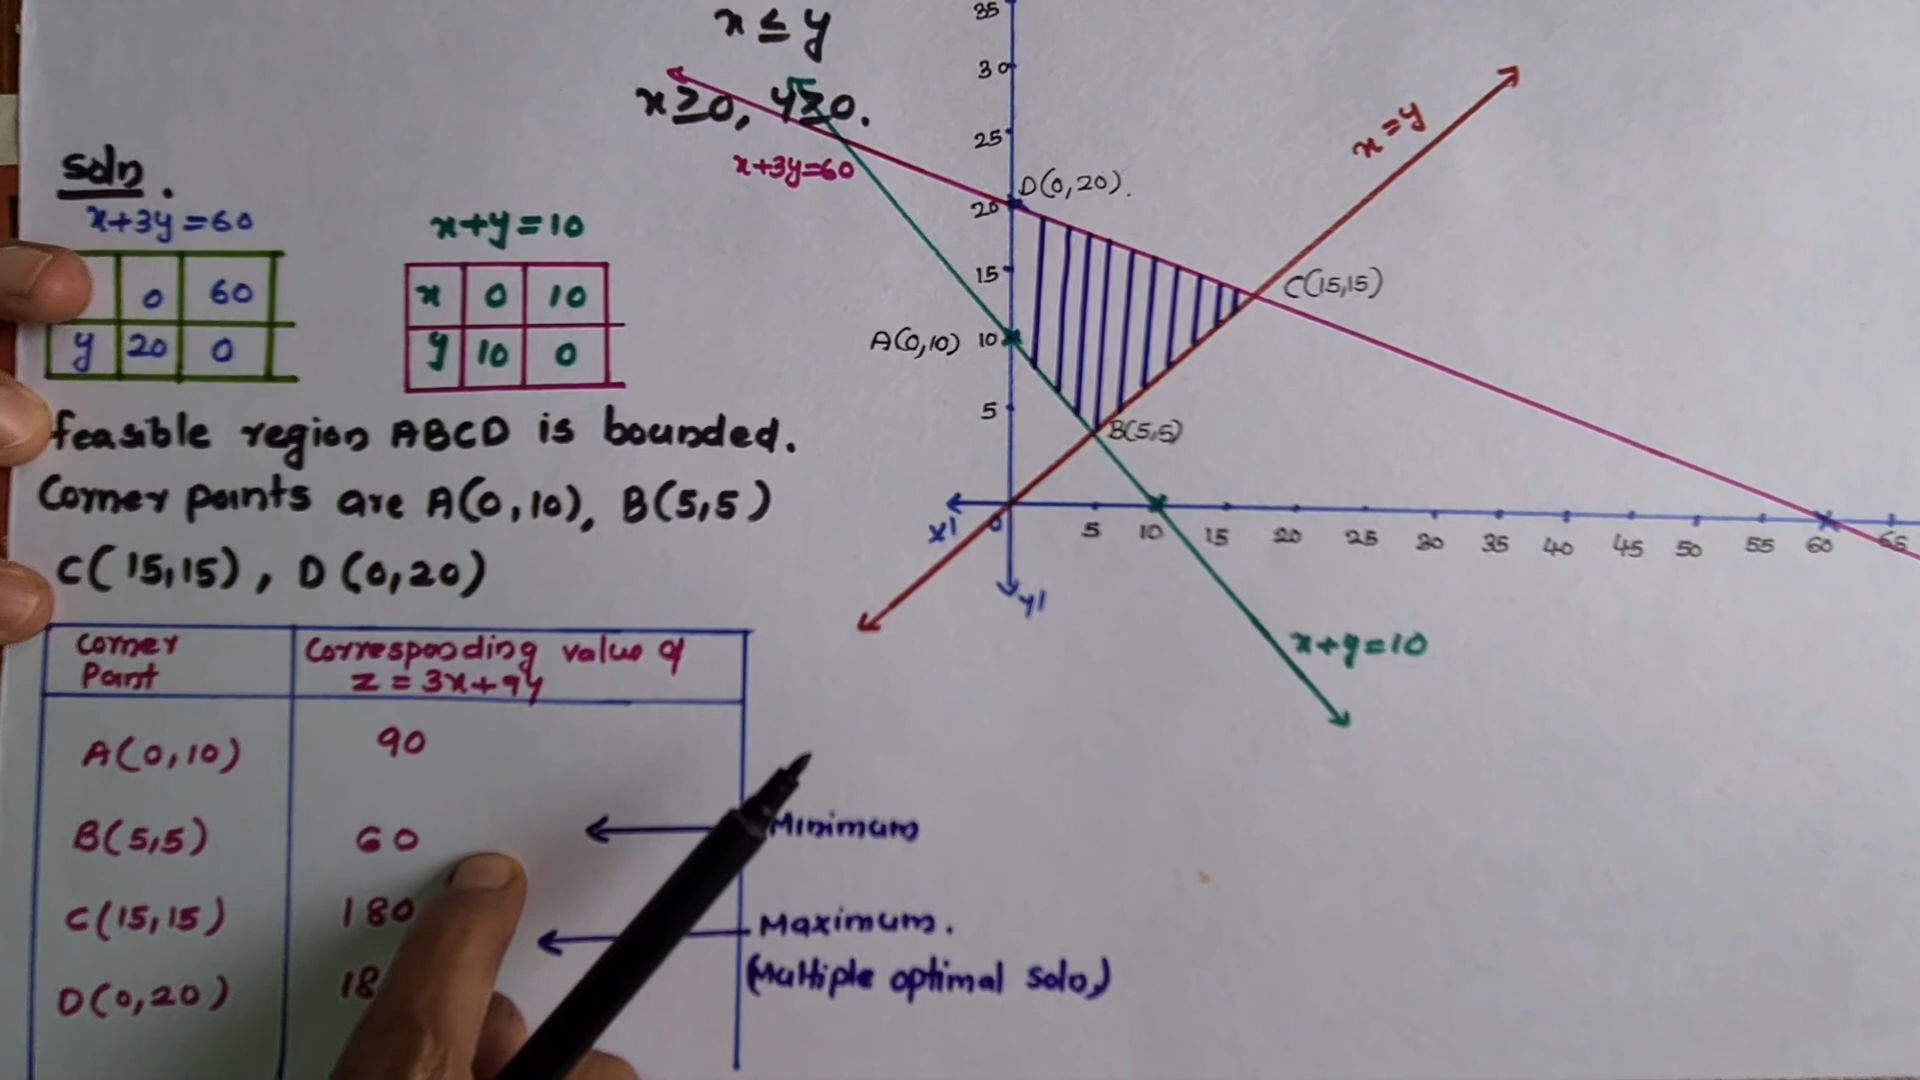 x ≤ y
x ≥ 0, y ≥ 0.
Soln.
x+3y=60
0 60
y 20 0
x+y=10
x 0 10
y 10 0
feasible region ABCD is bounded.
Corner points are A(0,10), B(5,5)
C(15,15), D(0,20)
Corner Point
Corresponding value of
z = 3x+9y
A(0,10) 90
B(5,5) 60 Minimum
C(15,15) 180 Maximum.
D(0,20) 18 (Multiple optimal soln)
35
30
25
20
15
10
5
x+3y=60
D(0,20).
x=y
C(15,15)
A(0,10)
B(5,5)
x' 0 5 10 15 20 25 30 35 40 45 50 55 60 65
y'
x+y=10